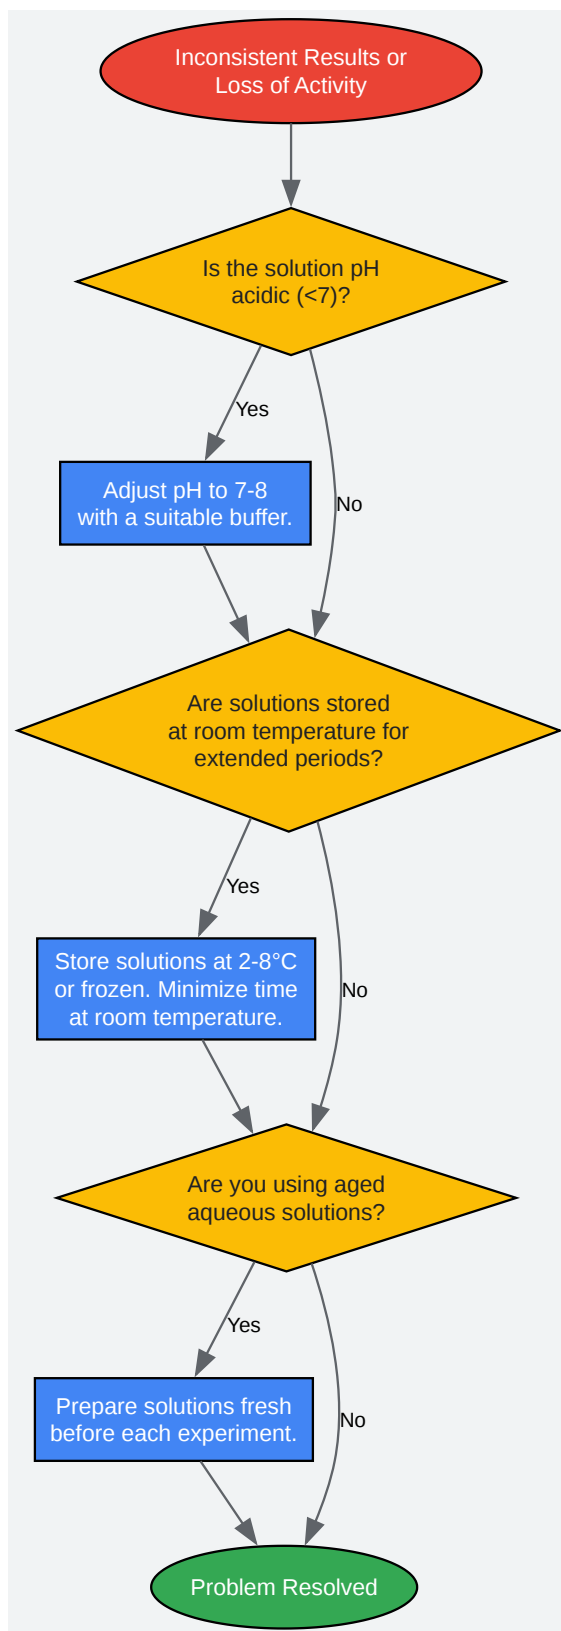 Inconsistent Results or
Loss of Activity
Is the solution pH
acidic (<7)?
Yes
Adjust pH to 7-8
with a suitable buffer.
No
Are solutions stored
at room temperature for
extended periods?
Yes
Store solutions at 2-8°C
or frozen. Minimize time
at room temperature.
No
Are you using aged
aqueous solutions?
Yes
Prepare solutions fresh
before each experiment.
No
Problem Resolved